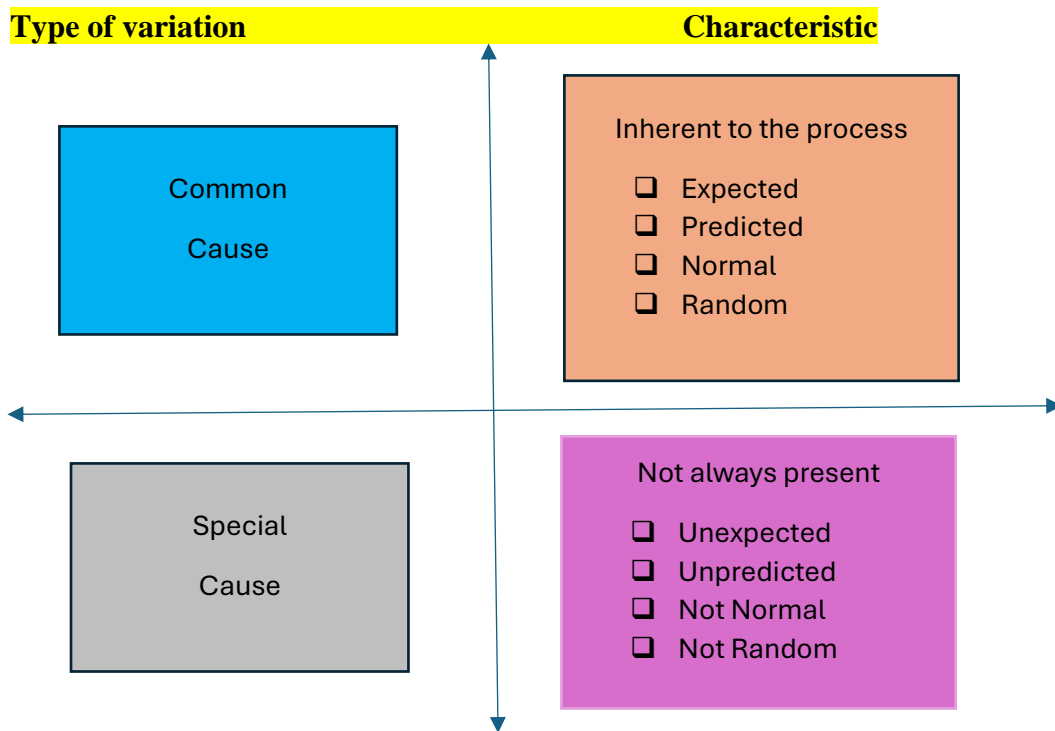 Type of variation Characteristic
Common
Cause
Inherent to the process
❑ Expected
❑ Predicted
❑ Normal
❑ Random
Special
Cause
Not always present
❑ Unexpected
❑ Unpredicted
❑ Not Normal
❑ Not Random